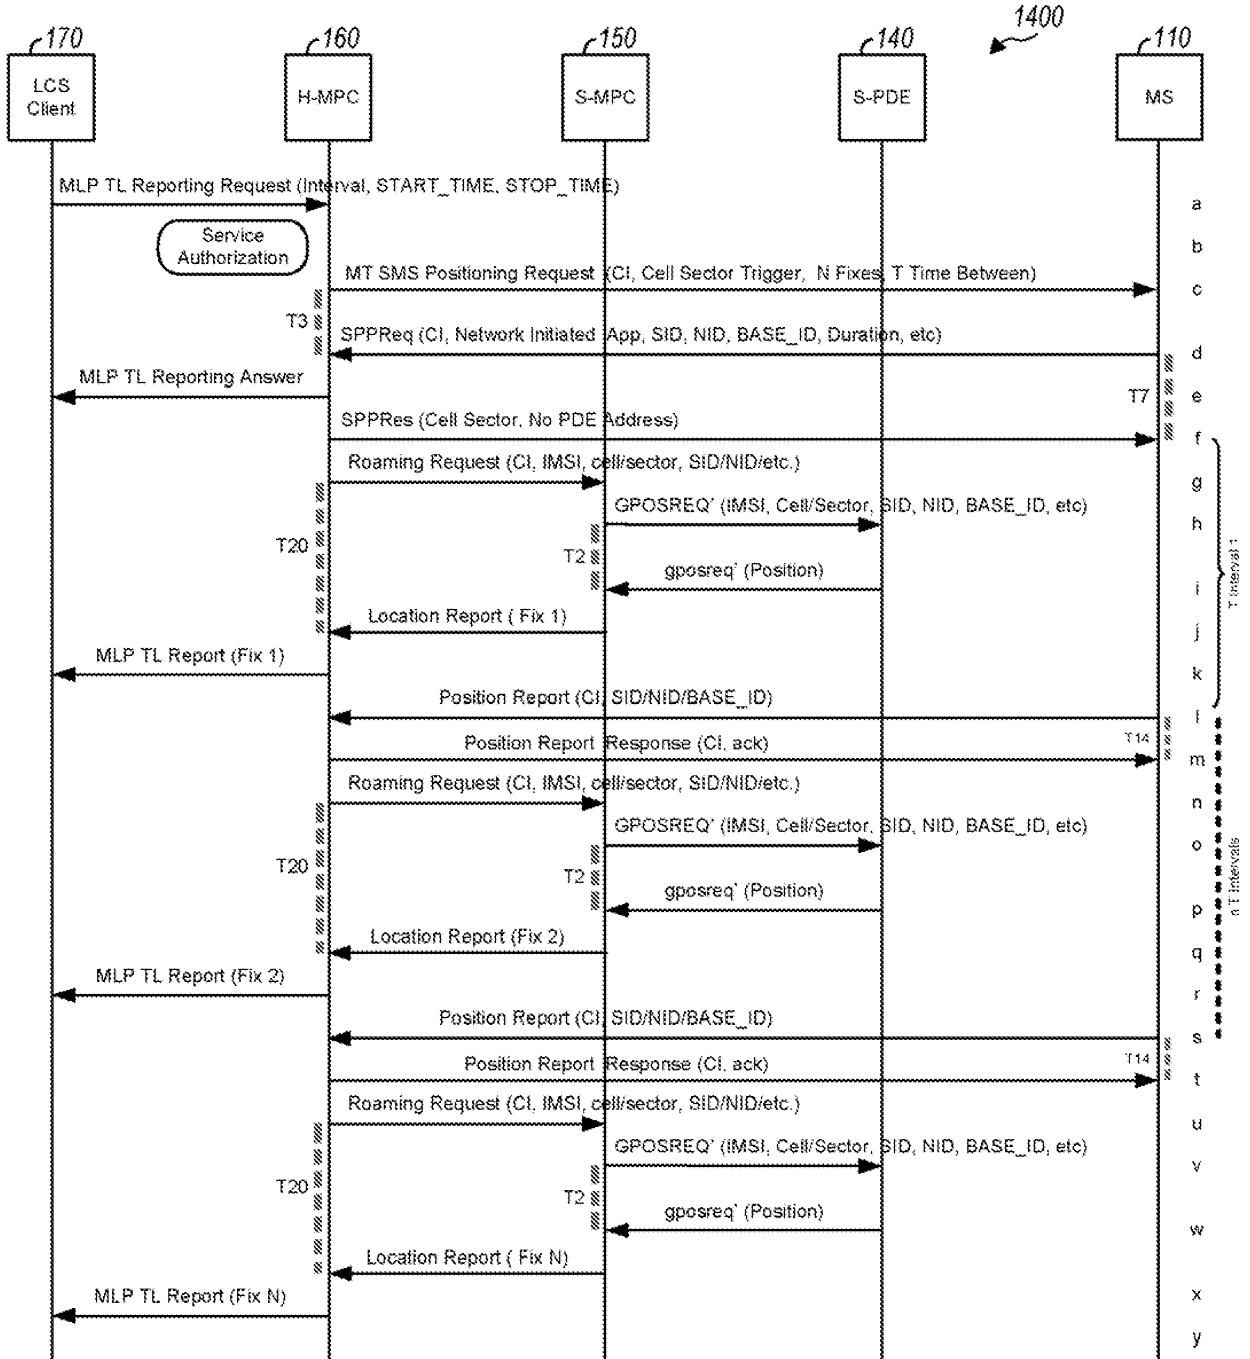 1400
170
160
150
140
110
LCS
Client
H-MPC
S-MPC
S-PDE
MS
MLP TL Reporting Request (Interval, START_TIME, STOP_TIME)
a
Service
Authorization
b
MT SMS Positioning Request (CI, Cell Sector Trigger, N Fixes, T Time Between)
c
T3
SPPReq (CI, Network Initiated App, SID, NID, BASE_ID, Duration, etc)
d
MLP TL Reporting Answer
T7
e
SPPRes (Cell Sector, No PDE Address)
f
Roaming Request (CI, IMSI, cell/sector, SID/NID/etc.)
g
GPOSREQ' (IMSI, Cell/Sector, SID, NID, BASE_ID, etc)
h
T20
T2
gposreq' (Position)
i
T Interval 1
Location Report ( Fix 1)
j
MLP TL Report (Fix 1)
k
Position Report (CI, SID/NID/BASE_ID)
l
Position Report Response (CI, ack)
T14
m
Roaming Request (CI, IMSI, cell/sector, SID/NID/etc.)
n
GPOSREQ' (IMSI, Cell/Sector, SID, NID, BASE_ID, etc)
o
T20
T2
gposreq' (Position)
p
n T Intervals
Location Report (Fix 2)
q
MLP TL Report (Fix 2)
r
Position Report (CI, SID/NID/BASE_ID)
s
Position Report Response (CI, ack)
T14
t
Roaming Request (CI, IMSI, cell/sector, SID/NID/etc.)
u
GPOSREQ' (IMSI, Cell/Sector, SID, NID, BASE_ID, etc)
v
T20
T2
gposreq' (Position)
w
Location Report ( Fix N)
MLP TL Report (Fix N)
x
y